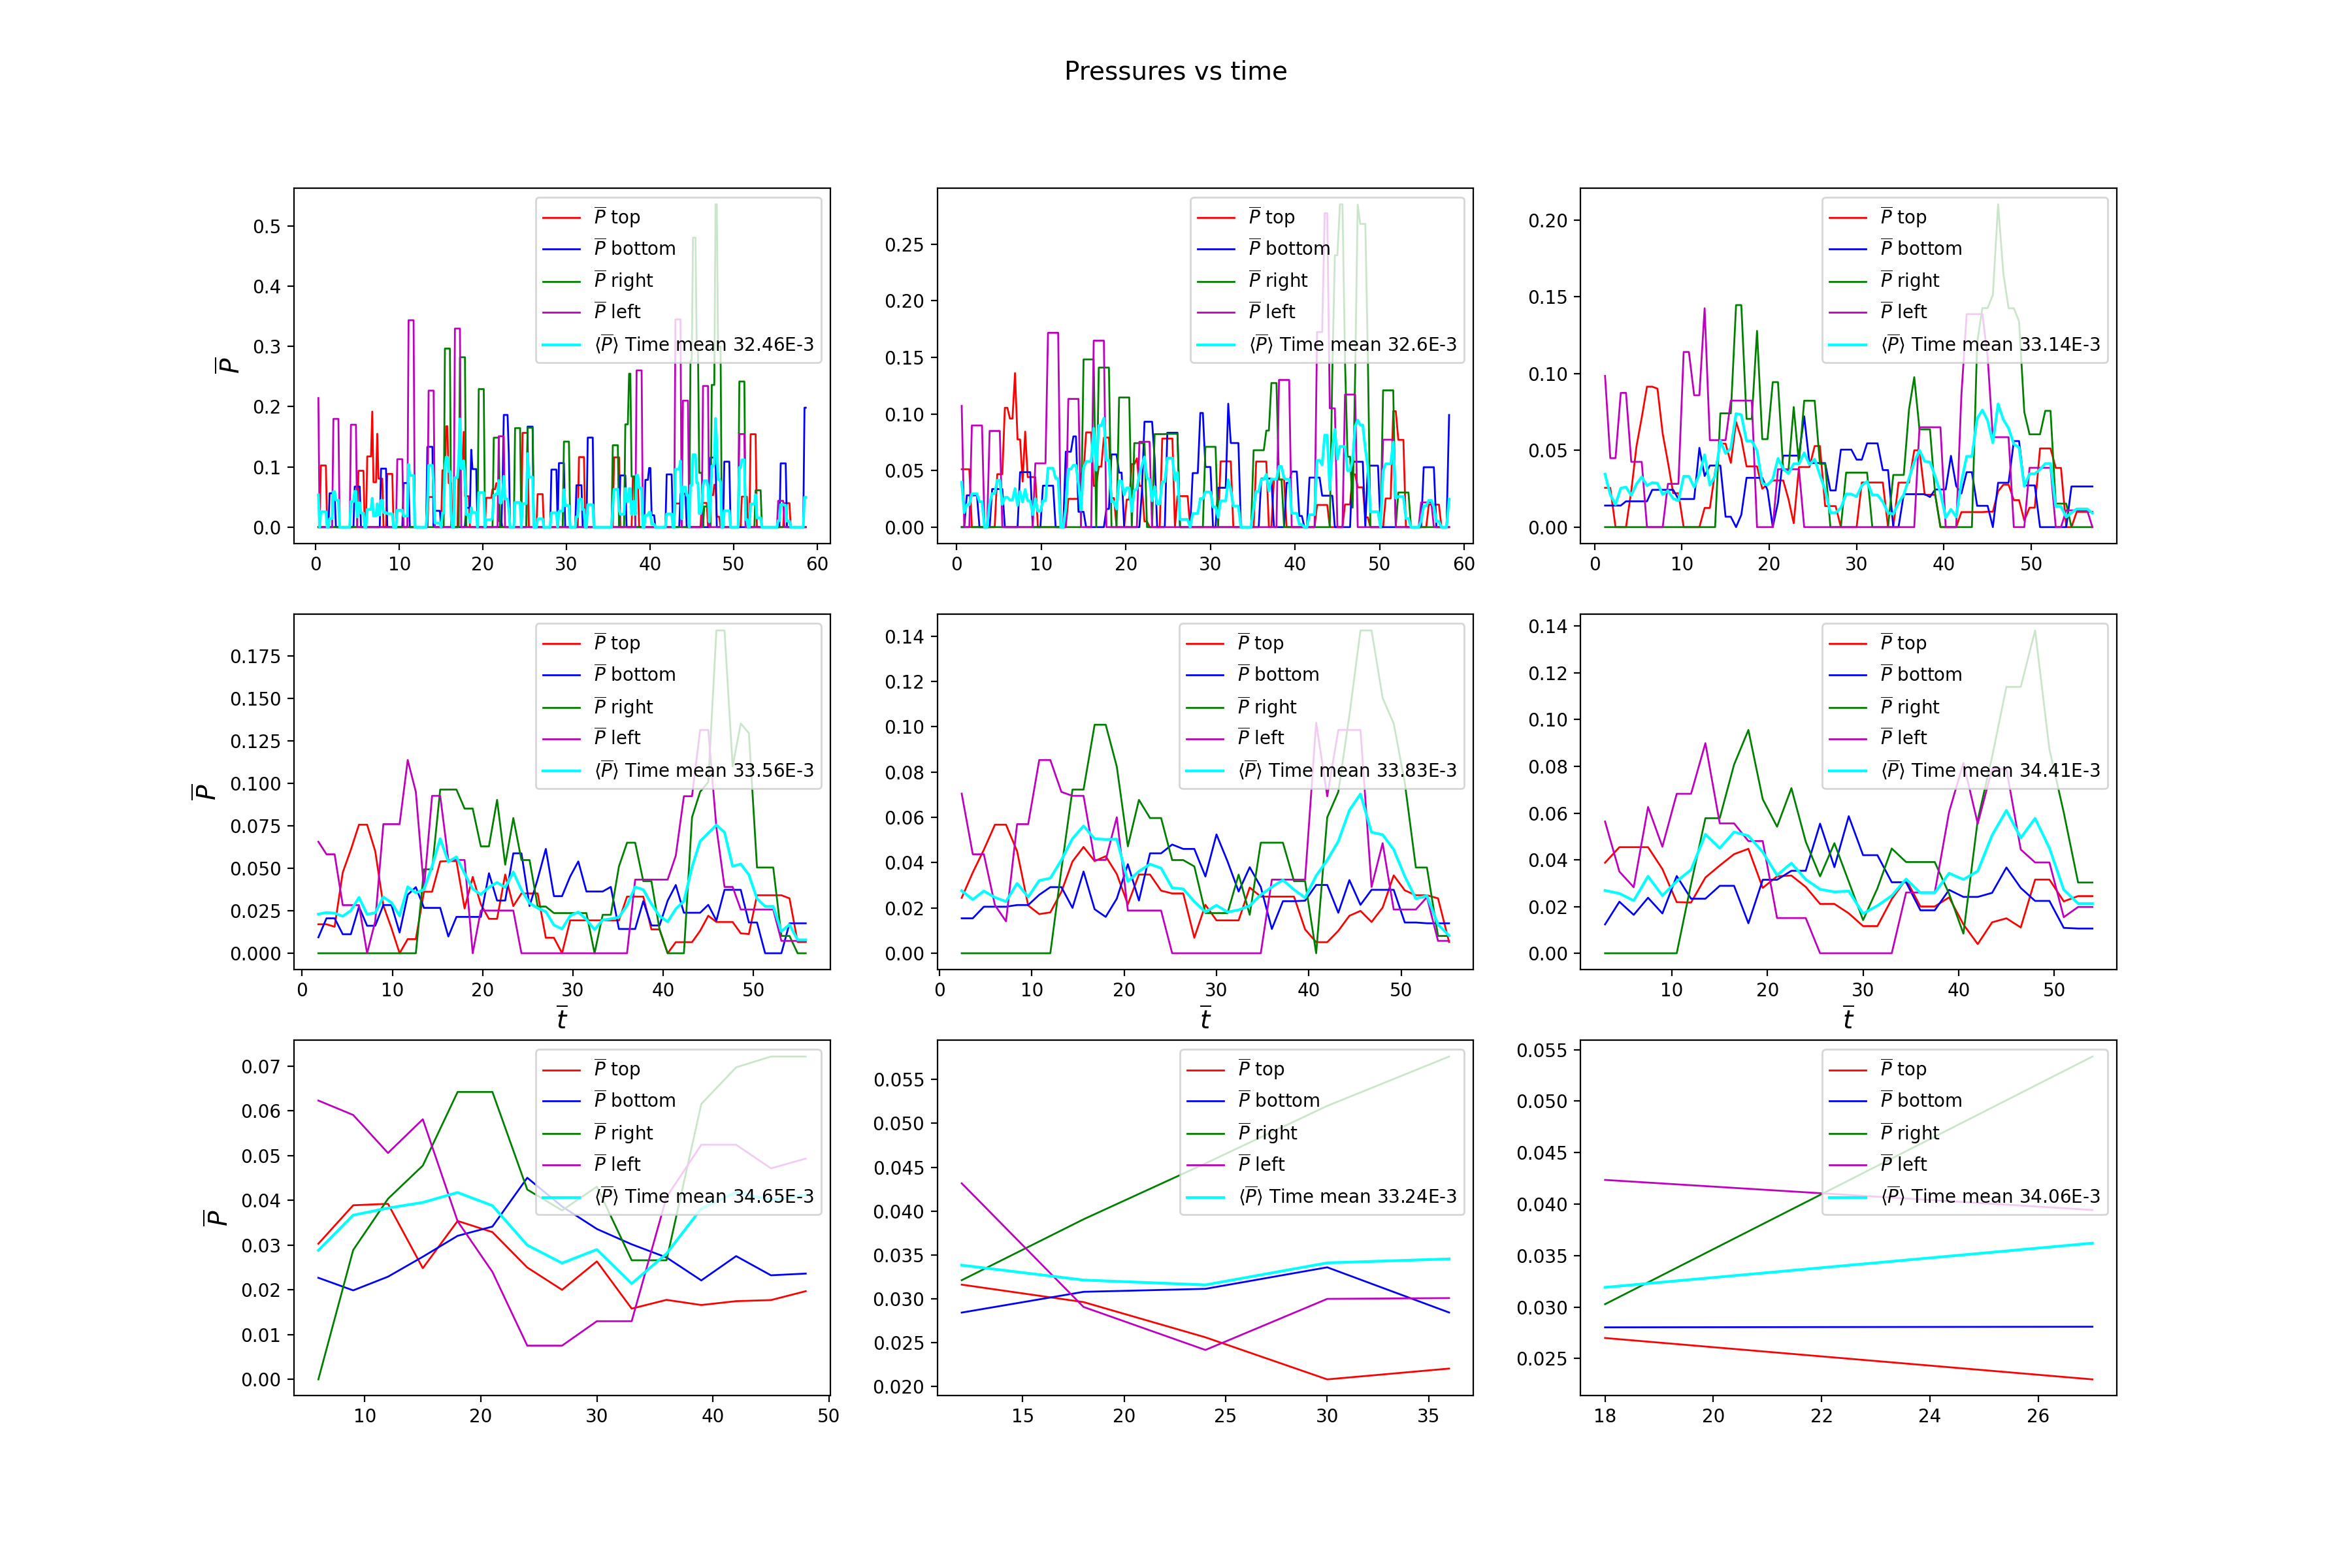 Pressures vs time
P̅
0.5
0.4
0.3
0.2
0.1
0.0
0 10 20 30 40 50 60
P̅ top
P̅ bottom
P̅ right
P̅ left
⟨P̅⟩ Time mean 32.46E-3
0.25
0.20
0.15
0.10
0.05
0.00
0 10 20 30 40 50 60
P̅ top
P̅ bottom
P̅ right
P̅ left
⟨P̅⟩ Time mean 32.6E-3
0.20
0.15
0.10
0.05
0.00
0 10 20 30 40 50
P̅ top
P̅ bottom
P̅ right
P̅ left
⟨P̅⟩ Time mean 33.14E-3
P̅
0.175
0.150
0.125
0.100
0.075
0.050
0.025
0.000
0 10 20 30 40 50
t̅
P̅ top
P̅ bottom
P̅ right
P̅ left
⟨P̅⟩ Time mean 33.56E-3
0.14
0.12
0.10
0.08
0.06
0.04
0.02
0.00
0 10 20 30 40 50
t̅
P̅ top
P̅ bottom
P̅ right
P̅ left
⟨P̅⟩ Time mean 33.83E-3
0.14
0.12
0.10
0.08
0.06
0.04
0.02
0.00
10 20 30 40 50
t̅
P̅ top
P̅ bottom
P̅ right
P̅ left
⟨P̅⟩ Time mean 34.41E-3
P̅
0.07
0.06
0.05
0.04
0.03
0.02
0.01
0.00
10 20 30 40 50
P̅ top
P̅ bottom
P̅ right
P̅ left
⟨P̅⟩ Time mean 34.65E-3
0.055
0.050
0.045
0.040
0.035
0.030
0.025
0.020
15 20 25 30 35
P̅ top
P̅ bottom
P̅ right
P̅ left
⟨P̅⟩ Time mean 33.24E-3
0.055
0.050
0.045
0.040
0.035
0.030
0.025
18 20 22 24 26
P̅ top
P̅ bottom
P̅ right
P̅ left
⟨P̅⟩ Time mean 34.06E-3